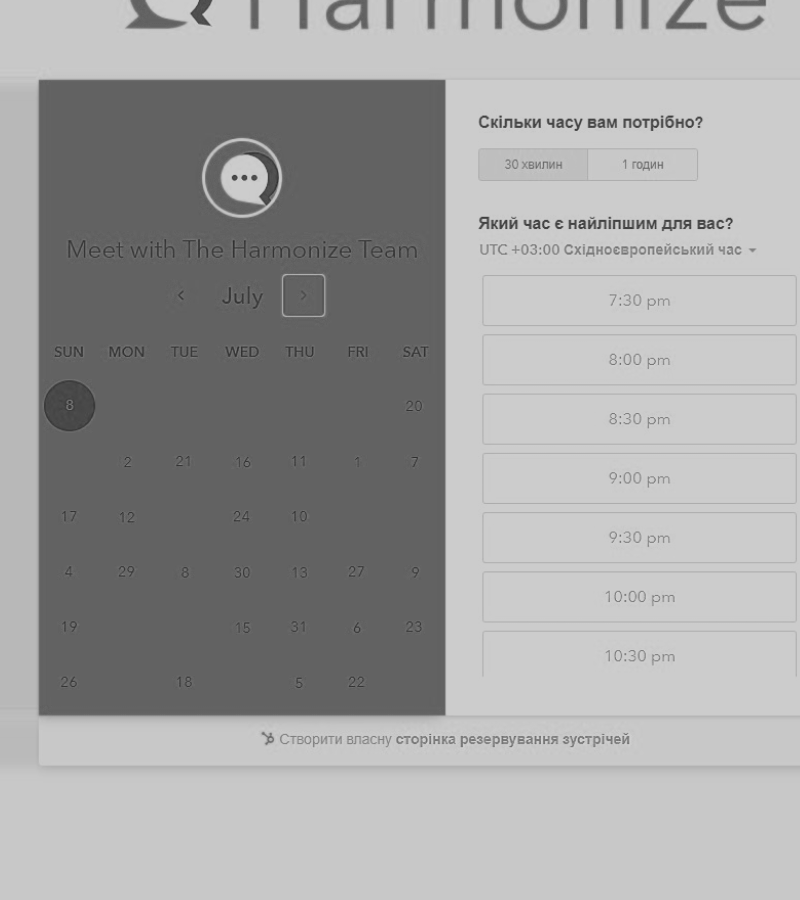 Harmonize
Meet with The Harmonize Team
July
SUN MON TUE WED THU FRI SAT
8 20
2 21 16 11 1 7
17 12 24 10
4 29 8 30 13 27 9
19 15 31 6 23
26 18 5 22
Скільки часу вам потрібно?
30 хвилин 1 годин
Який час є найліпшим для вас?
UTC +03:00 Східноєвропейський час
7:30 pm
8:00 pm
8:30 pm
9:00 pm
9:30 pm
10:00 pm
10:30 pm
Створити власну сторінка резервування зустрічей